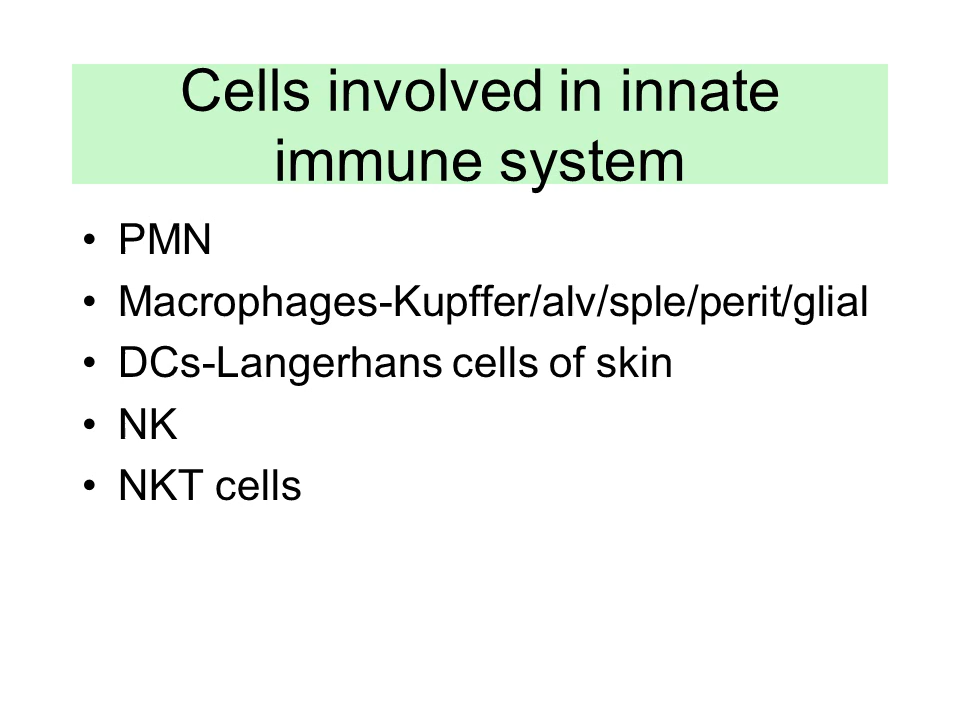 Cells involved in innate
immune system
• PMN
• Macrophages-Kupffer/alv/sple/perit/glial
• DCs-Langerhans cells of skin
• NK
• NKT cells